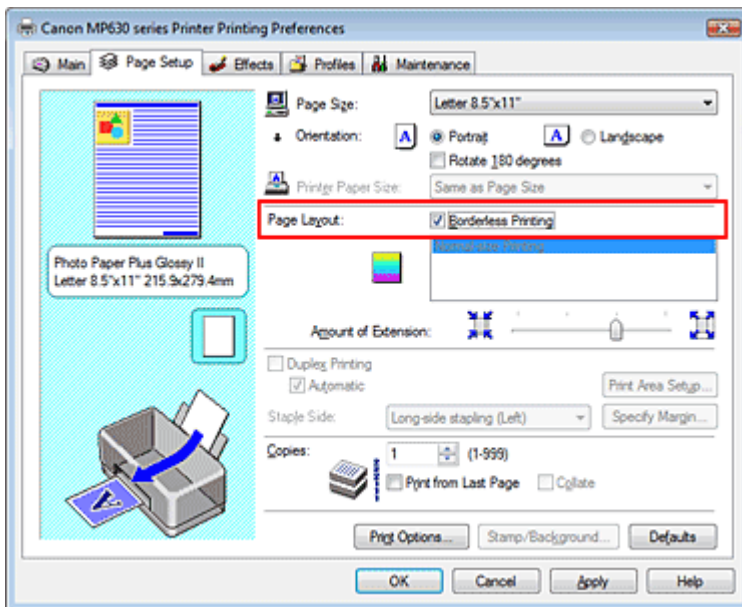 Canon MP630 series Printer Printing Preferences
Main Page Setup Effects Profiles Maintenance
Page Size: Letter 8.5"x11"
Orientation: A Portrait A Landscape
Rotate 180 degrees
Printer Paper Size: Same as Page Size
Page Layout: Borderless Printing
Photo Paper Plus Glossy II
Letter 8.5"x11" 215.9x279.4mm
Amount of Extension:
Duplex Printing
Automatic
Print Area Setup...
Staple Side: Long-side stapling (Left) Specify Margin...
Copies: 1 (1-999)
Print from Last Page Collate
A
Print Options... Stamp/Background... Defaults
OK Cancel Apply Help